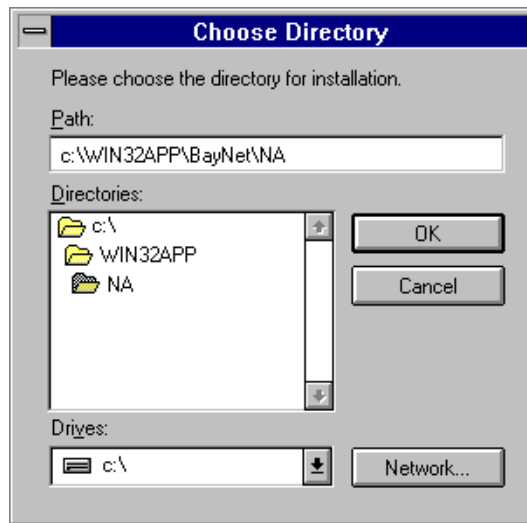 Choose Directory
Please choose the directory for installation.
Path:
c:\WIN32APP\BayNet\NA
Directories:
c:\
WIN32APP
NA
OK
Cancel
Drives:
c:\
Network...